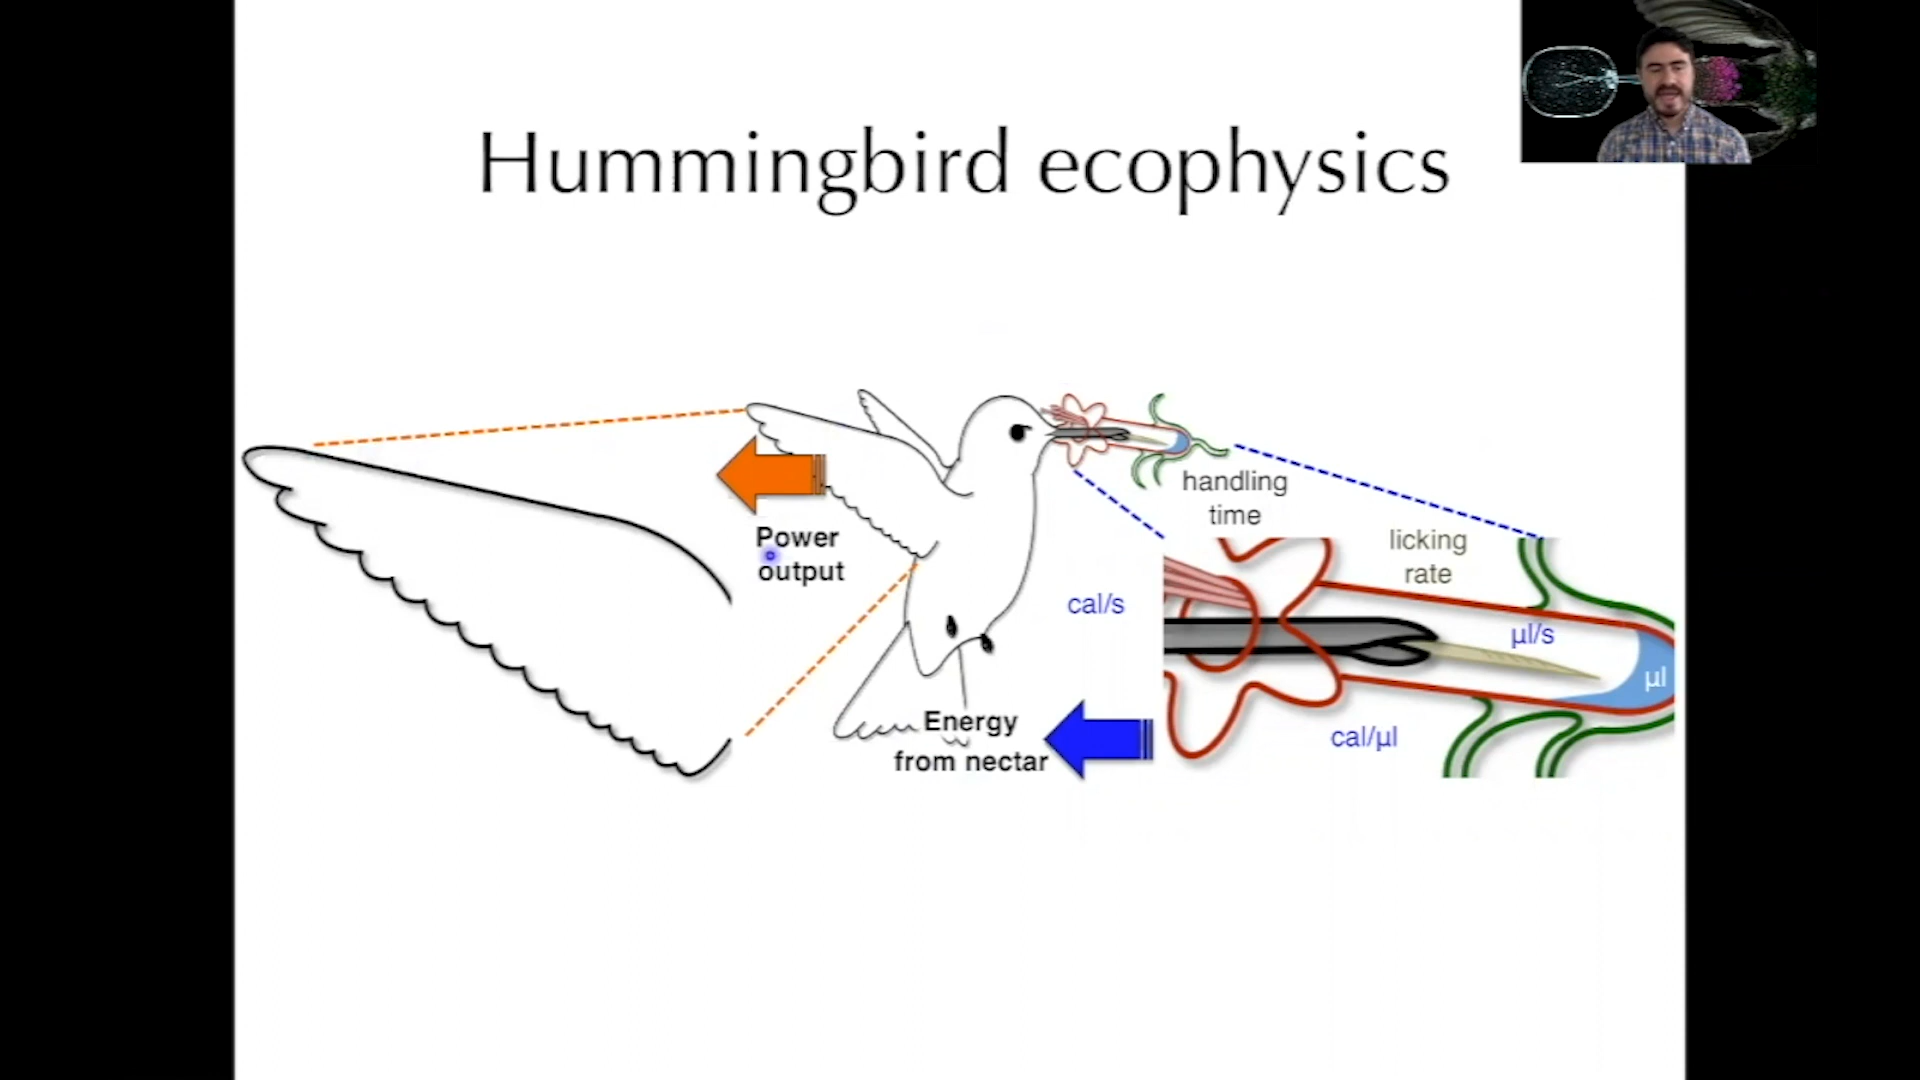 Hummingbird ecophysics
handling
time
licking
rate
Power
output
cal/s
µl/s
µl
Energy
from nectar
cal/µl